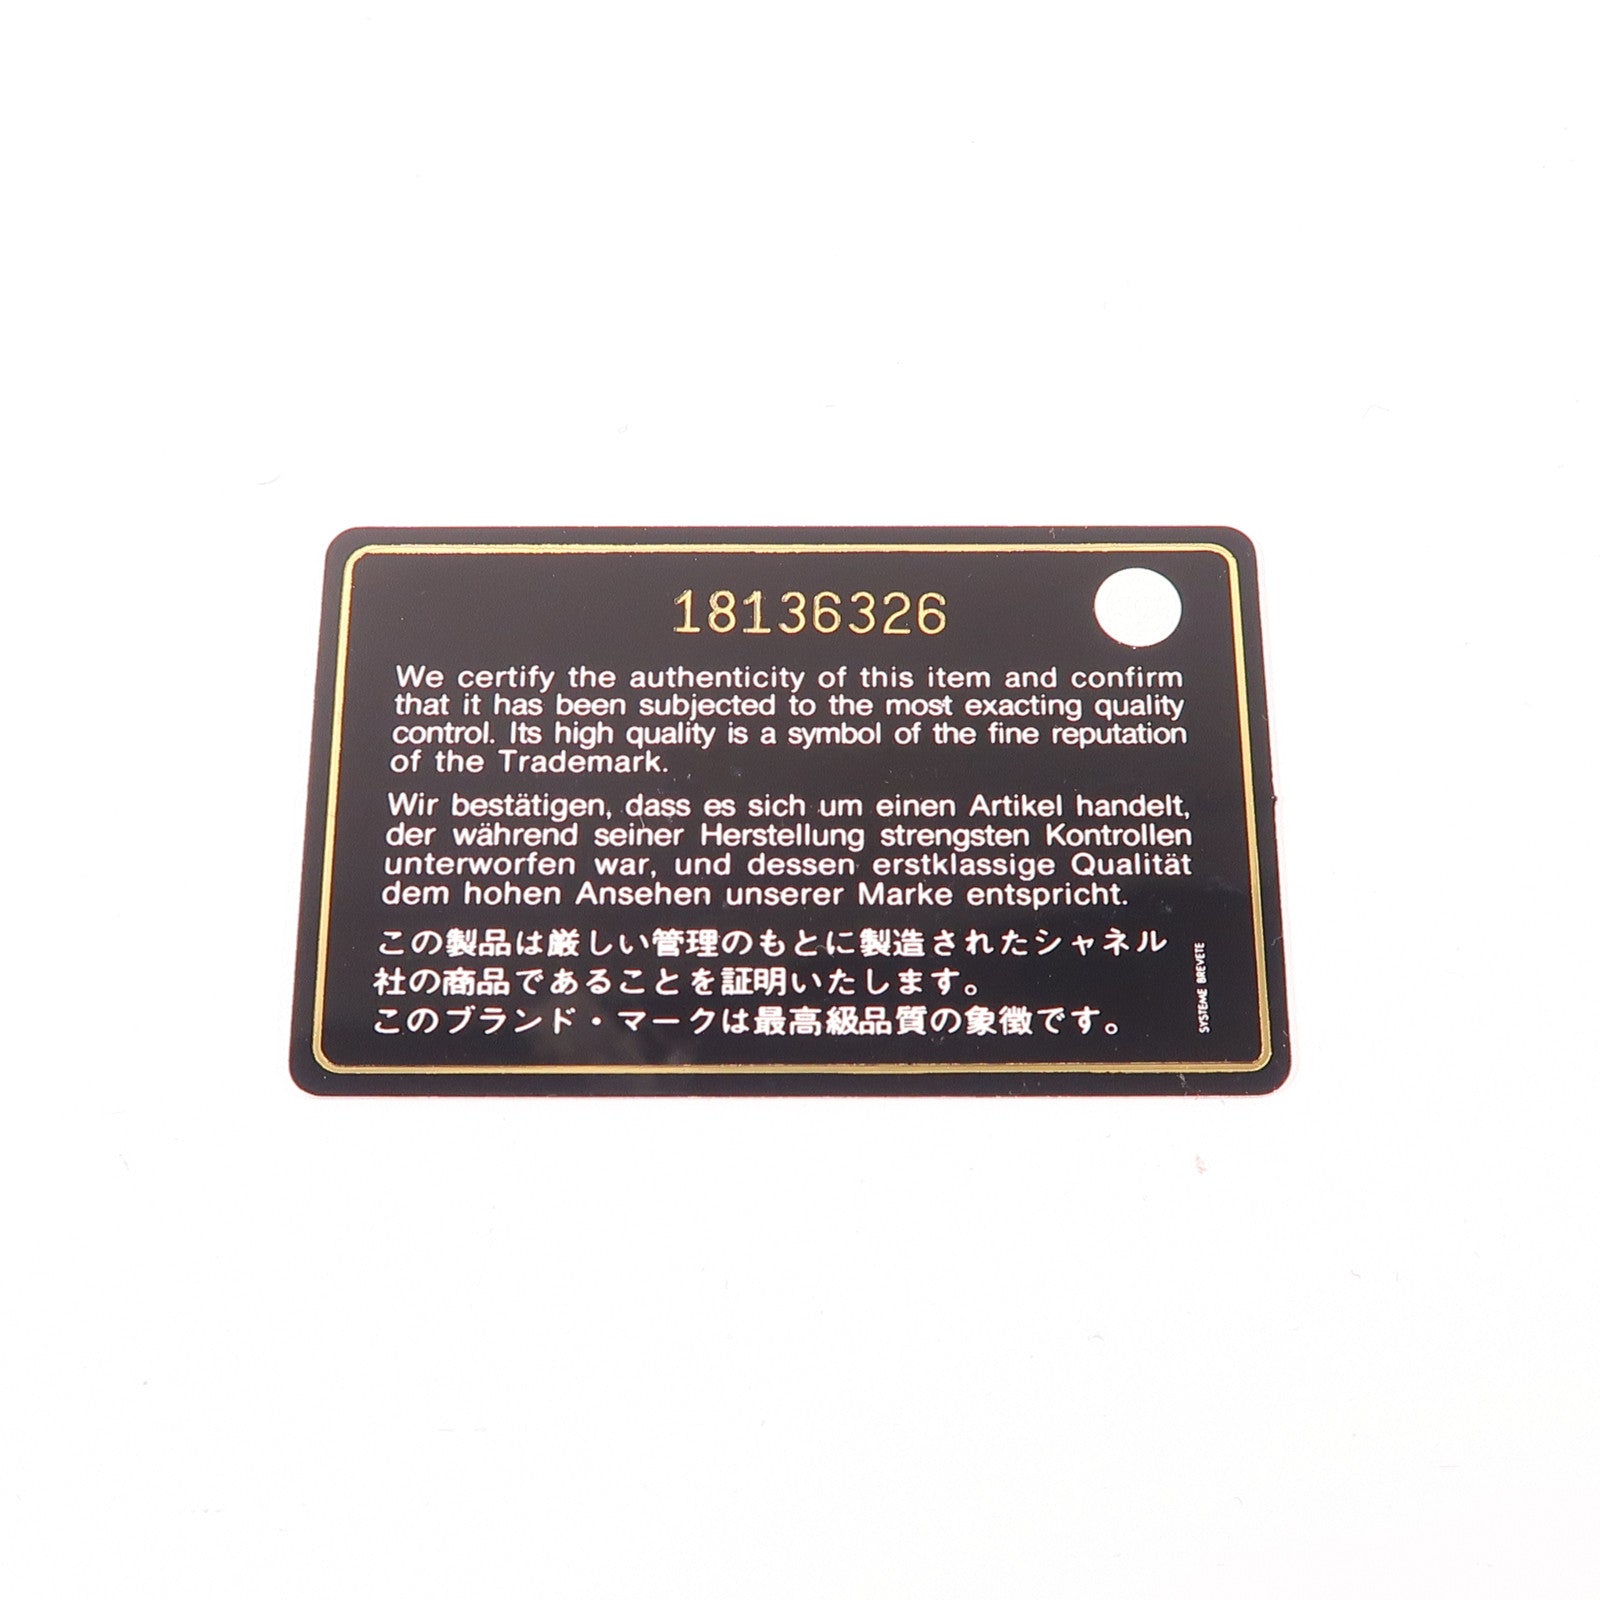 18136326
We certify the authenticity of this item and confirm
that it has been subjected to the most exacting quality
control. Its high quality is a symbol of the fine reputation
of the Trademark.
Wir bestätigen, dass es sich um einen Artikel handelt,
der während seiner Herstellung strengsten Kontrollen
unterworfen war, und dessen erstklassige Qualität
dem hohen Ansehen unserer Marke entspricht.
この製品は厳しい管理のもとに製造されたシャネル
社の商品であることを証明いたします。
このブランド・マークは最高級品質の象徴です。
SYSTEME BREVETE